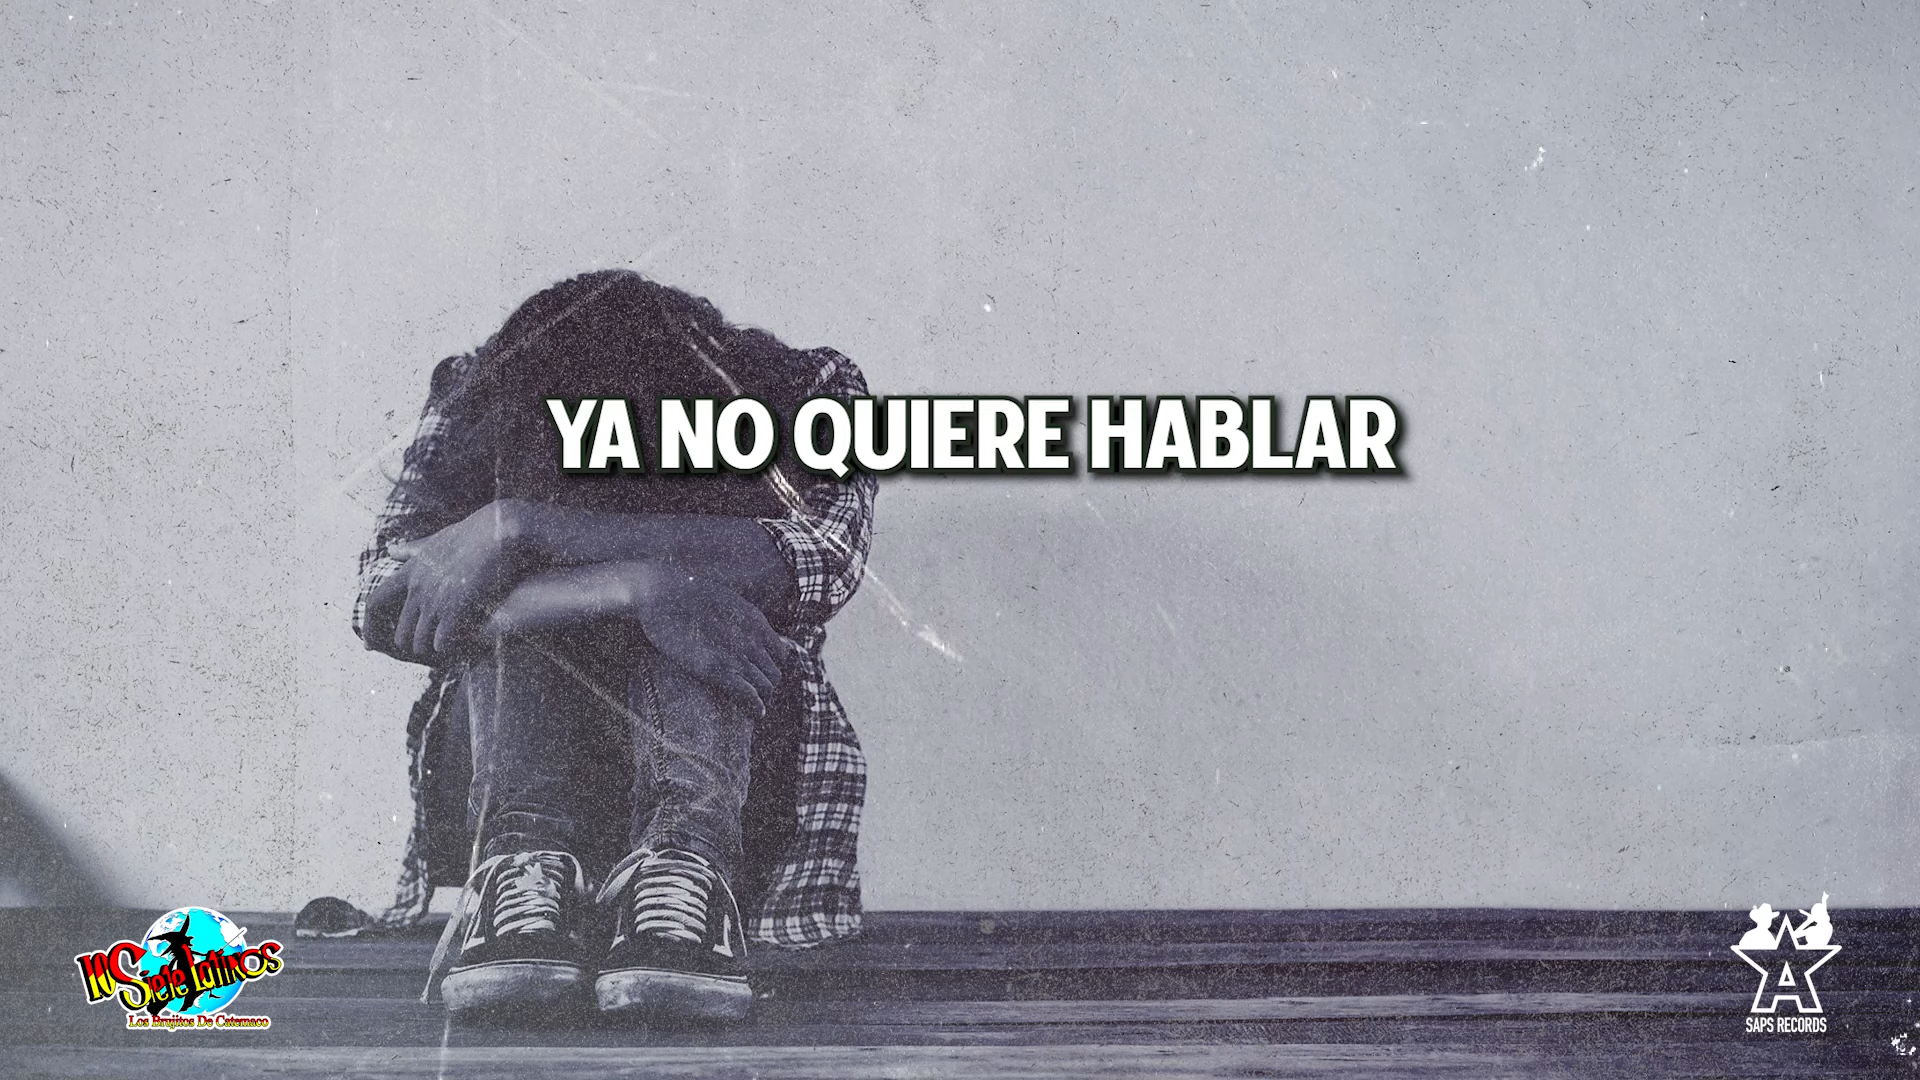 YA NO QUIERE HABLAR
Los Siete Latinos
Los Brujitos De Catemaco
A
SAPS RECORDS